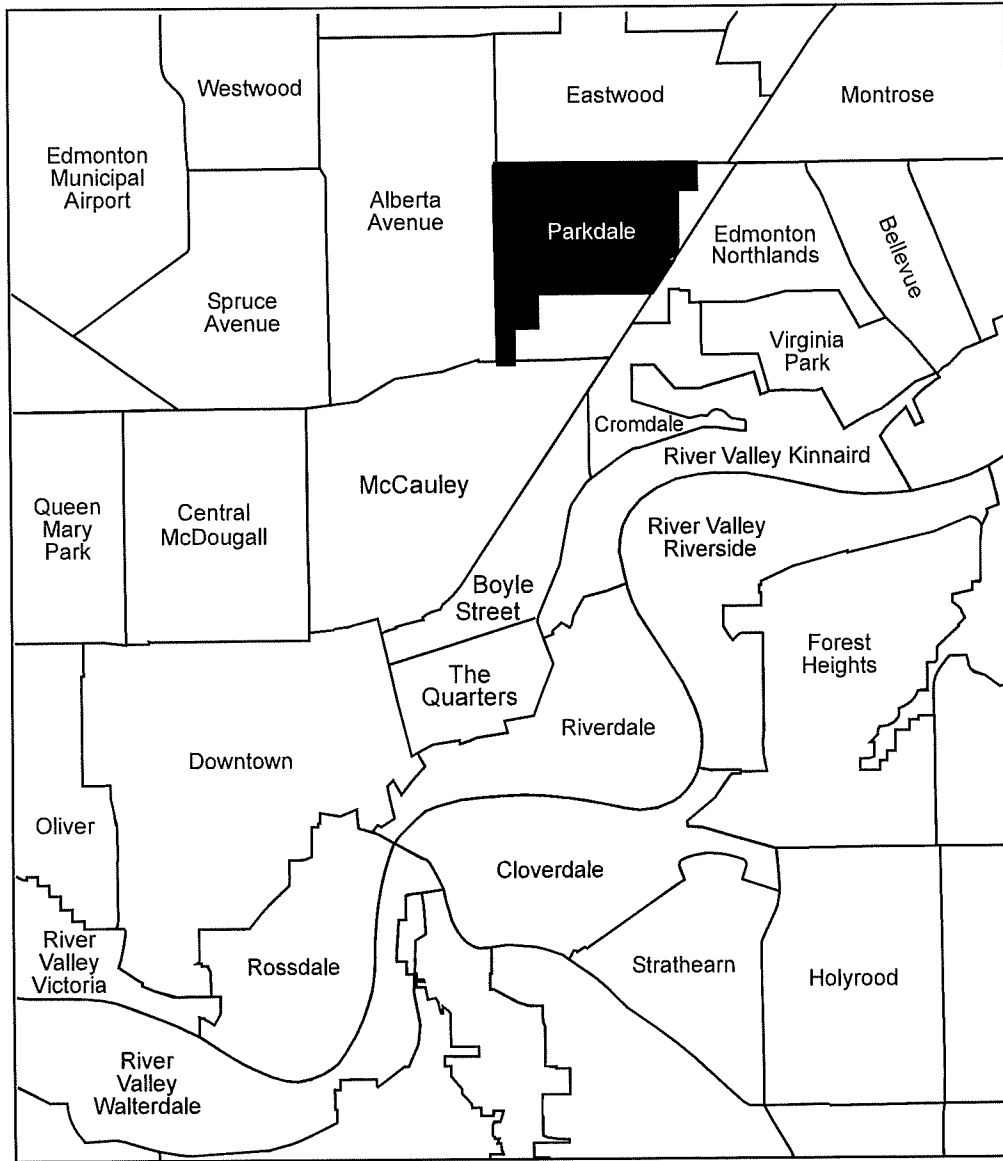 Westwood
Eastwood
Montrose
Edmonton
Municipal
Airport
Alberta
Avenue
Parkdale
Edmonton
Northlands
Bellevue
Spruce
Avenue
Virginia
Park
Cromdale
River Valley Kinnaird
McCauley
Queen
Mary
Park
Central
McDougall
River Valley
Riverside
Boyle
Street
Forest
Heights
The
Quarters
Riverdale
Downtown
Oliver
Cloverdale
River
Valley
Victoria
Rossdale
Strathearn
Holyrood
River
Valley
Walterdale